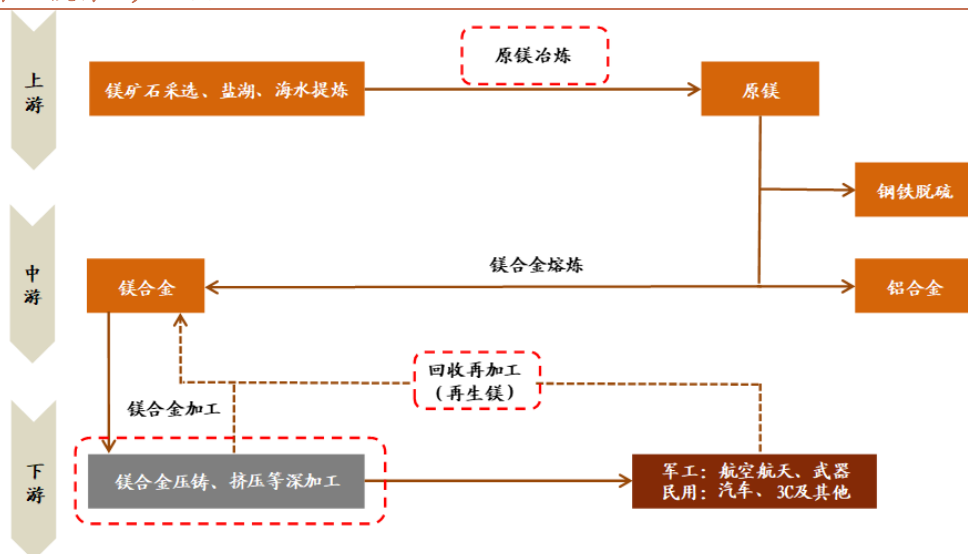 上游
原镁冶炼
镁矿石采选、盐湖、海水提炼
原镁
钢铁脱硫
中游
镁合金熔炼
镁合金
铝合金
回收再加工
（再生镁）
镁合金加工
下游
镁合金压铸、挤压等深加工
军工：航空航天、武器
民用：汽车、3C及其他